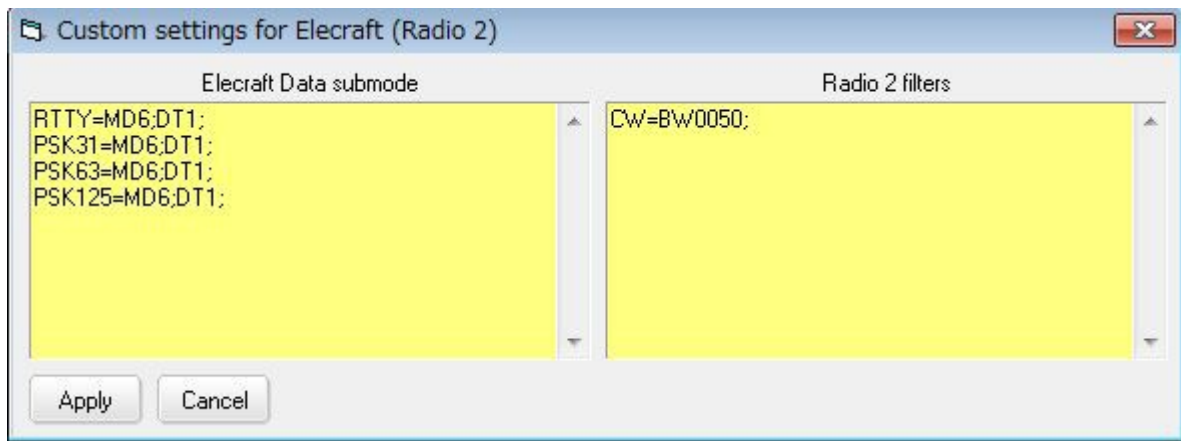 Custom settings for Elecraft (Radio 2)
Elecraft Data submode
RTTY=MD6;DT1;
PSK31=MD6;DT1;
PSK63=MD6;DT1;
PSK125=MD6;DT1;
Radio 2 filters
CW=BW0050;
Apply
Cancel